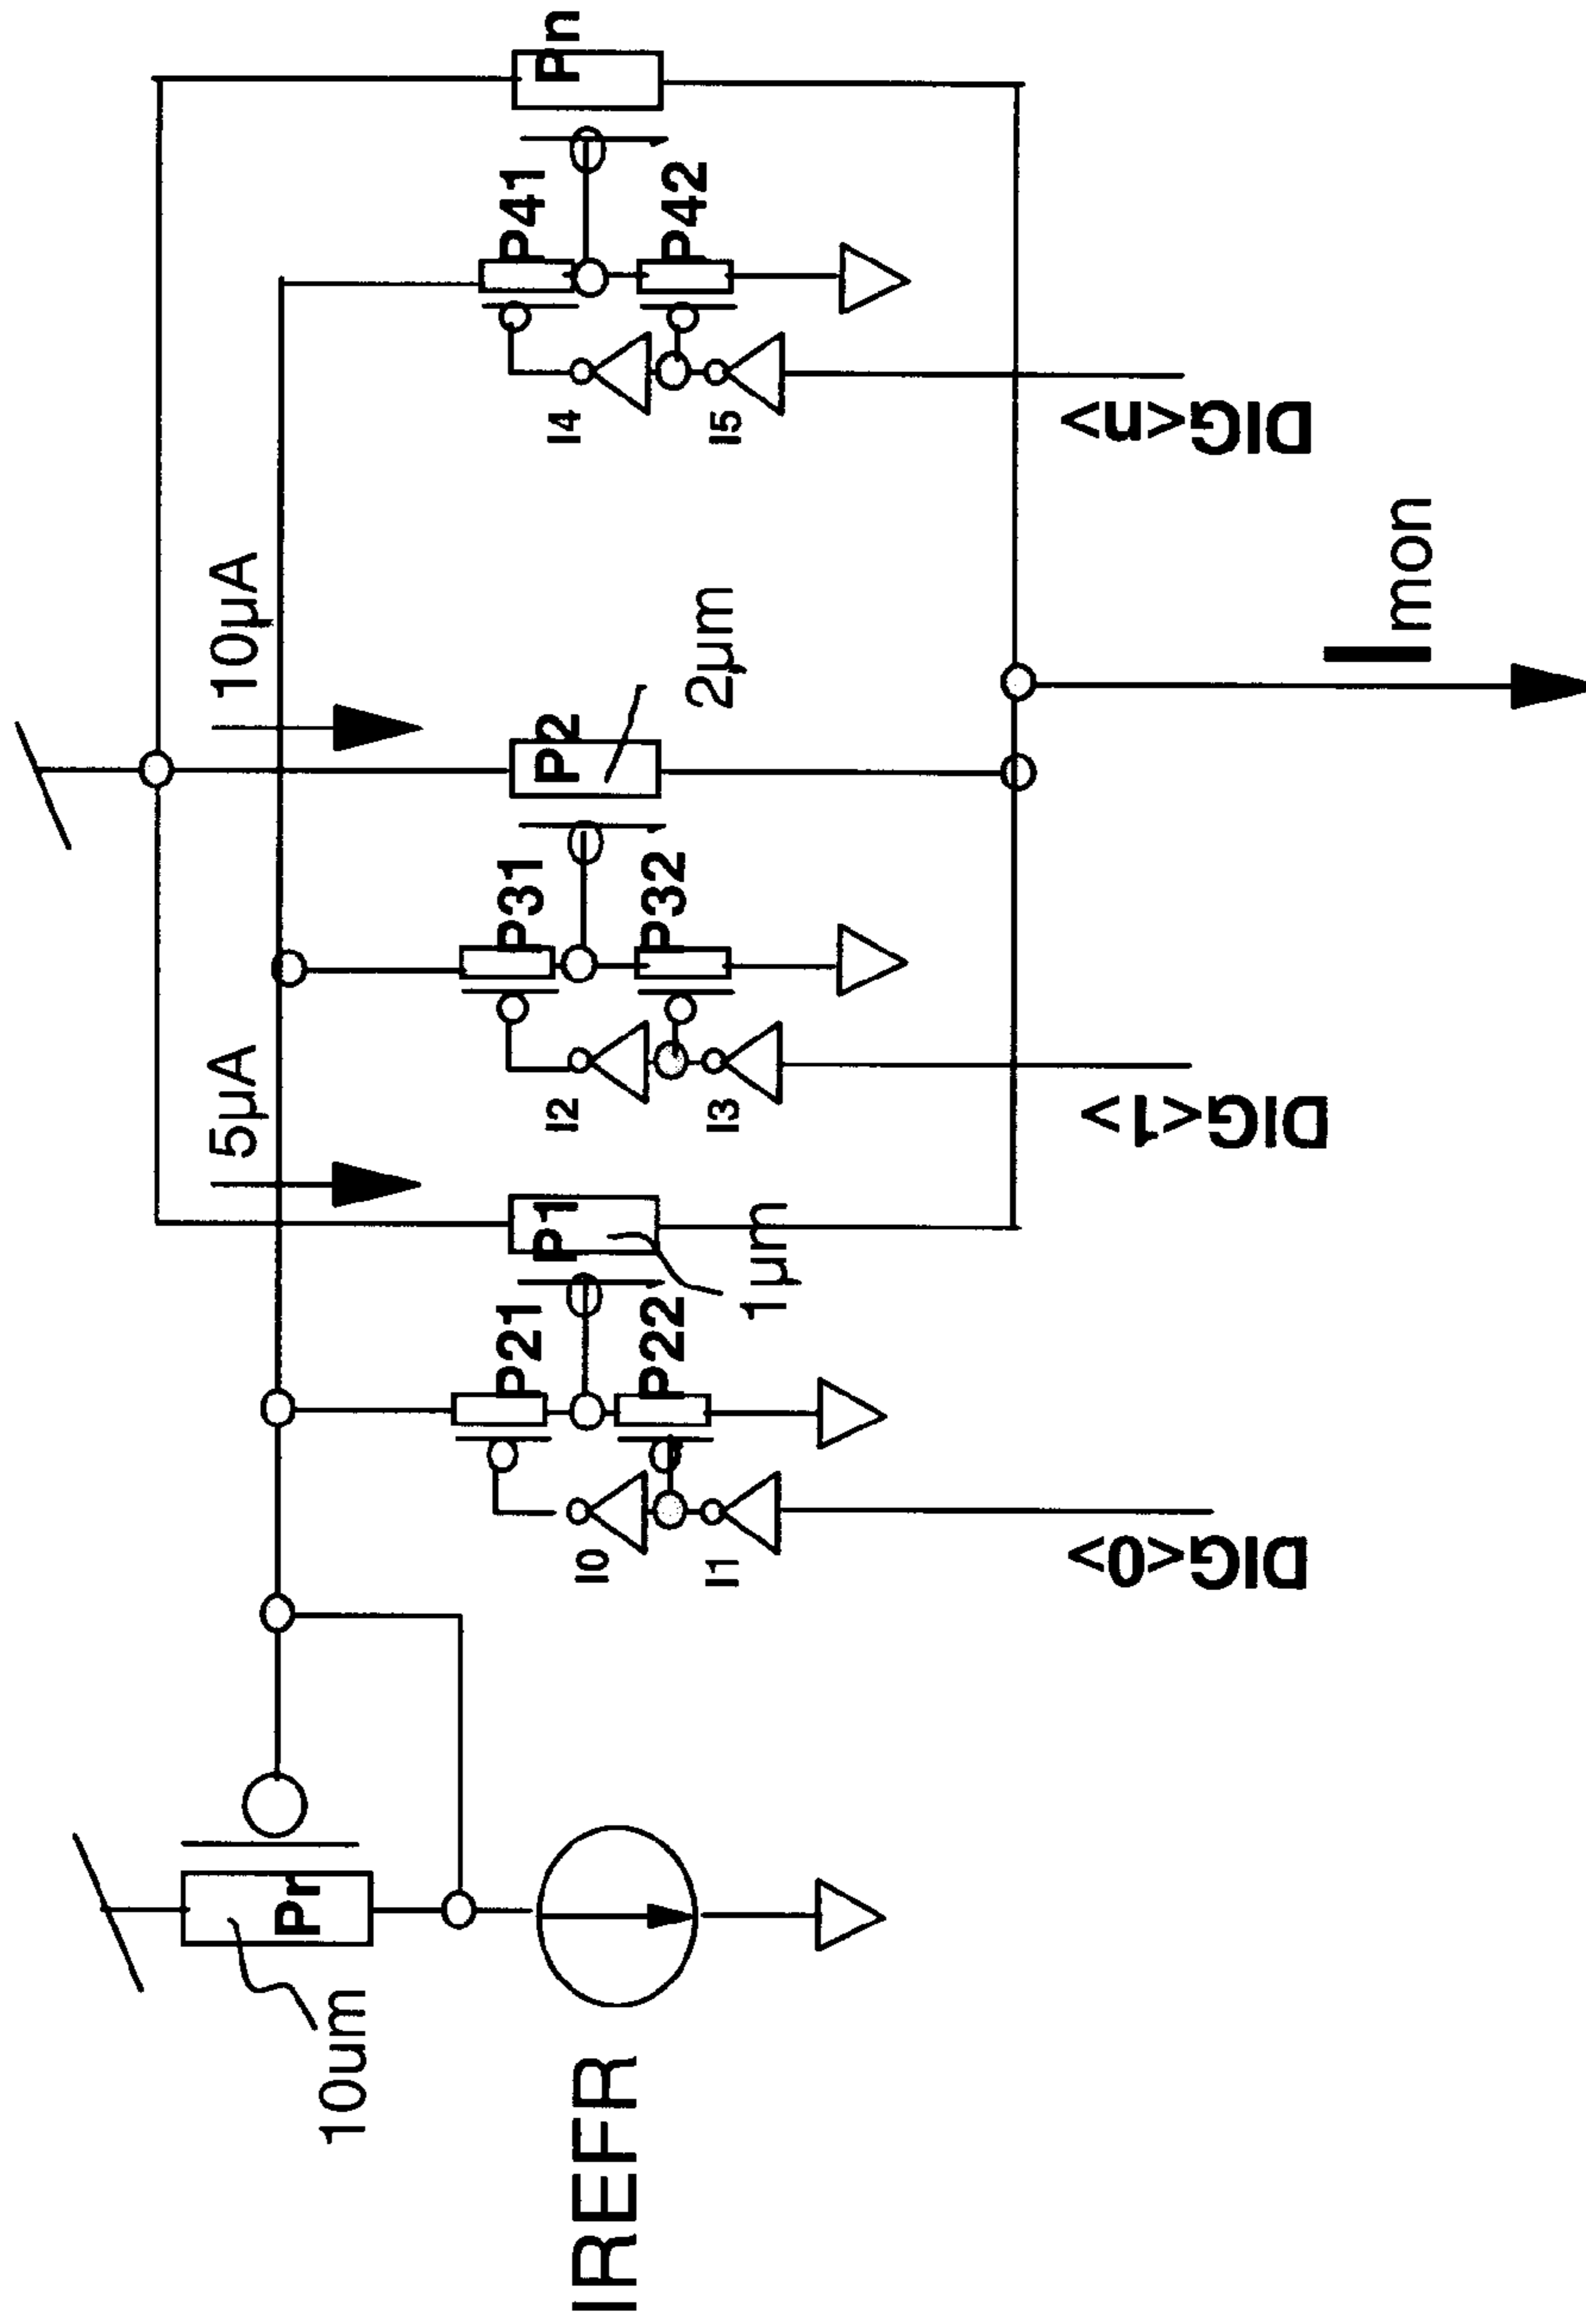 10um
Pr
IREFR
5µA
10µA
P21
P22
I0
I1
P1
1µm
DIG<0>
P31
P32
I2
I3
P2
2µm
DIG<1>
P41
P42
I4
I5
Pn
DIG<n>
Imon